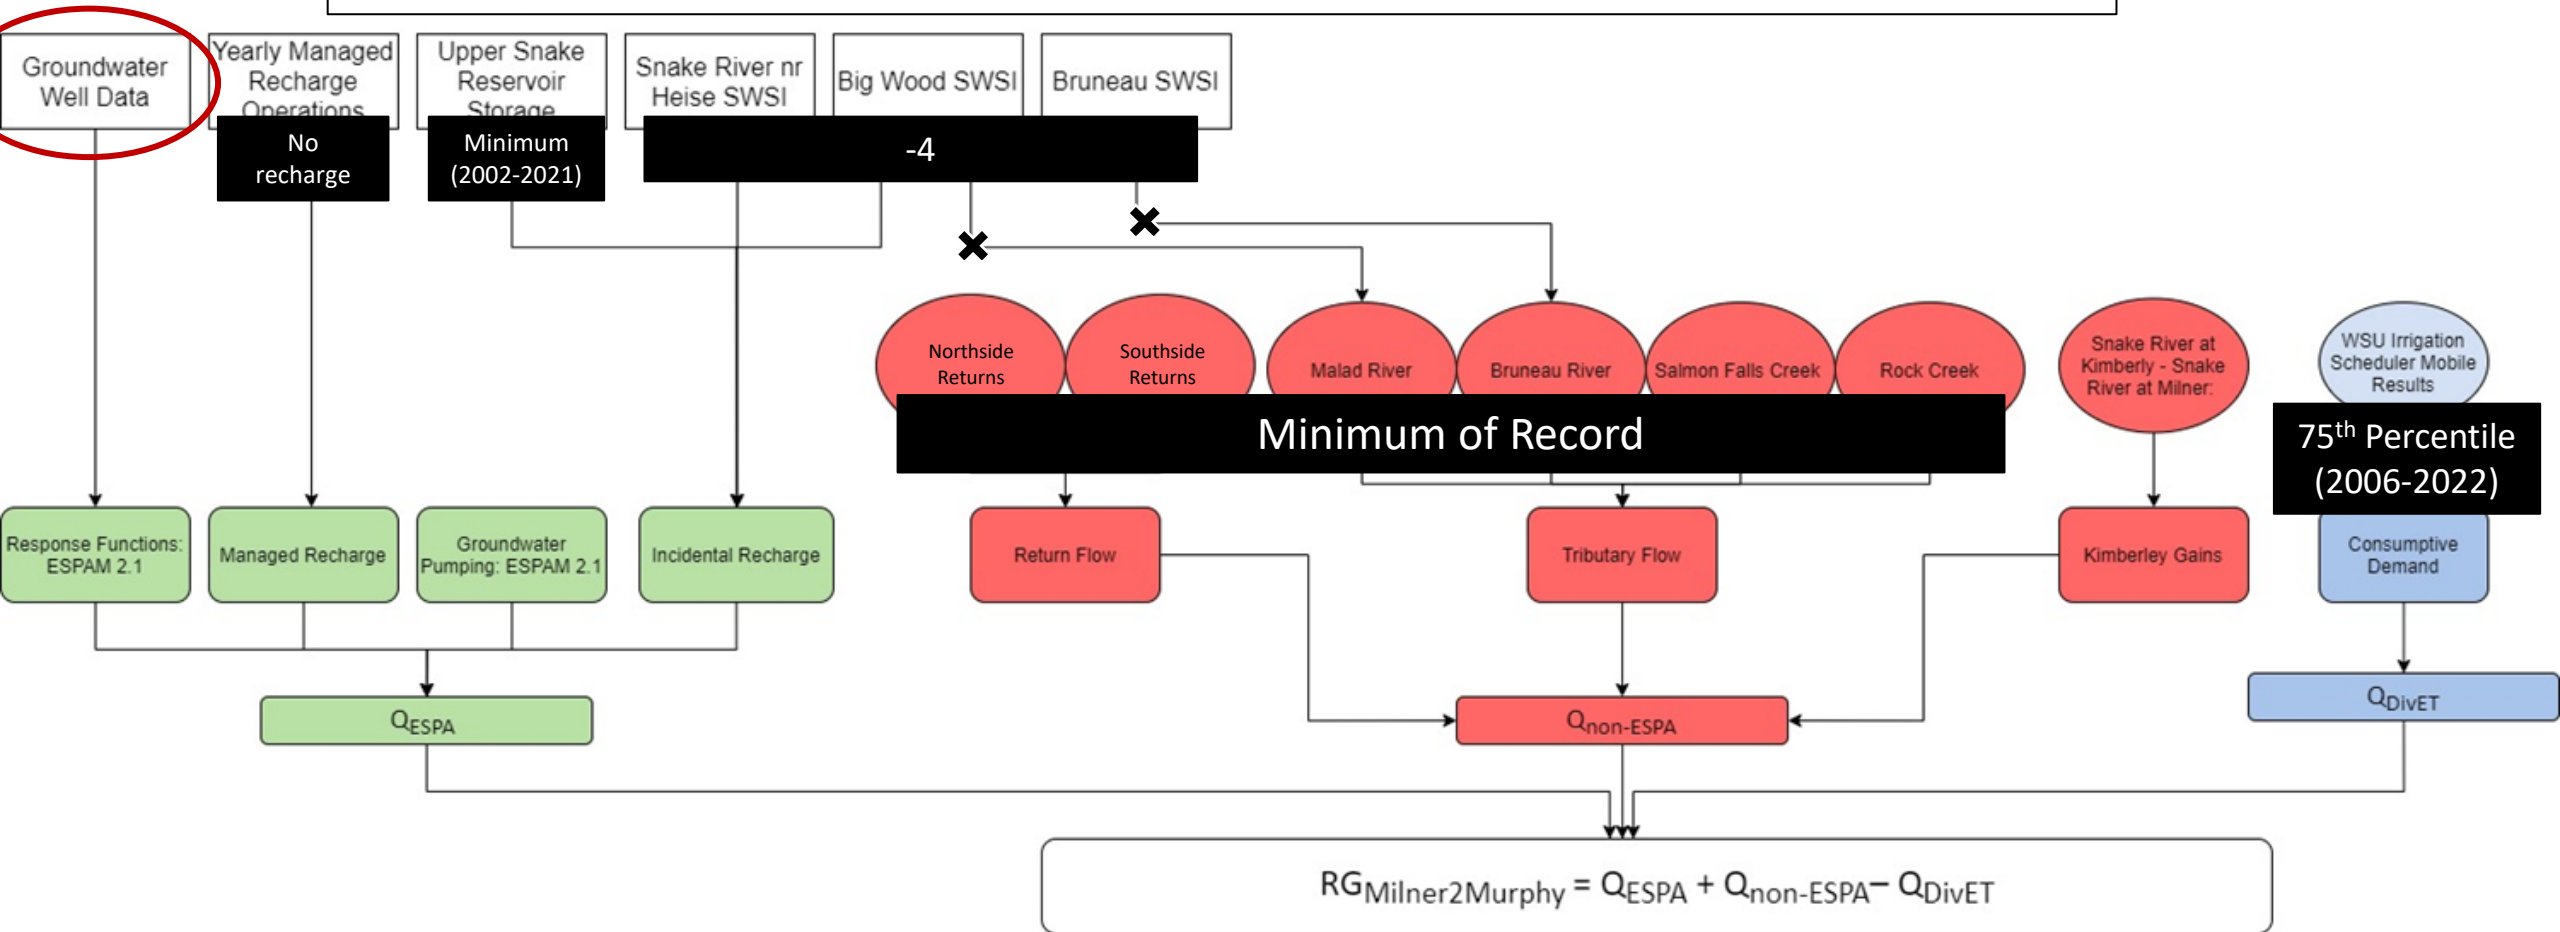 Groundwater
Well Data
Yearly Managed
Recharge
Operations
Upper Snake
Reservoir
Storage
Snake River nr
Heise SWSI
Big Wood SWSI
Bruneau SWSI
No
recharge
Minimum
(2002-2021)
-4
Northside
Returns
Southside
Returns
Malad River
Bruneau River
Salmon Falls Creek
Rock Creek
Snake River at
Kimberly - Snake
River at Milner:
WSU Irrigation
Scheduler Mobile
Results
Minimum of Record
75th Percentile
(2006-2022)
Response Functions:
ESPAM 2.1
Managed Recharge
Groundwater
Pumping: ESPAM 2.1
Incidental Recharge
Return Flow
Tributary Flow
Kimberley Gains
Consumptive
Demand
QESPA
Qnon-ESPA
QDivET
RGMilner2Murphy = QESPA + Qnon-ESPA– QDivET